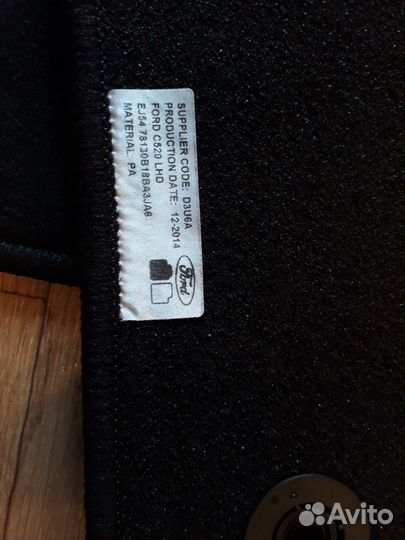 SUPPLIER CODE: D3U6A
PRODUCTION DATE: 12-2014
FORD C520 LHD
EJ54 78130B18BA3JA6
MATERIAL: PA
Ford
Avito